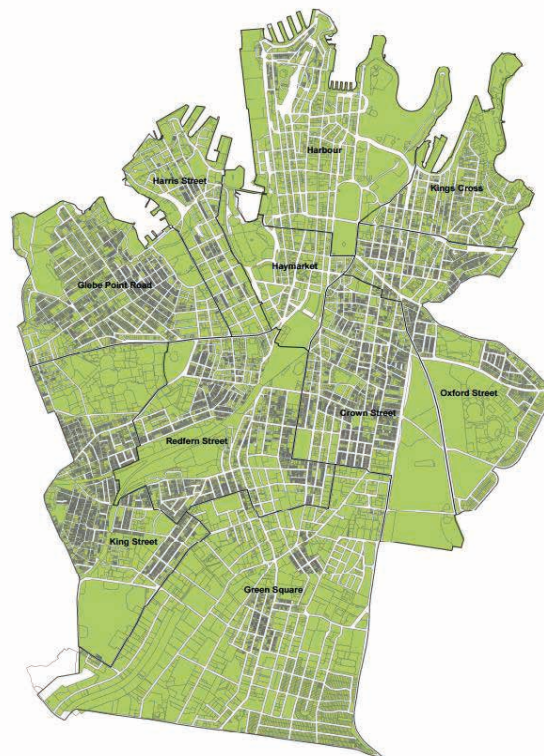 Harbour
Harris Street
Kings Cross
Haymarket
Glebe Point Road
Oxford Street
Crown Street
Redfern Street
King Street
Green Square